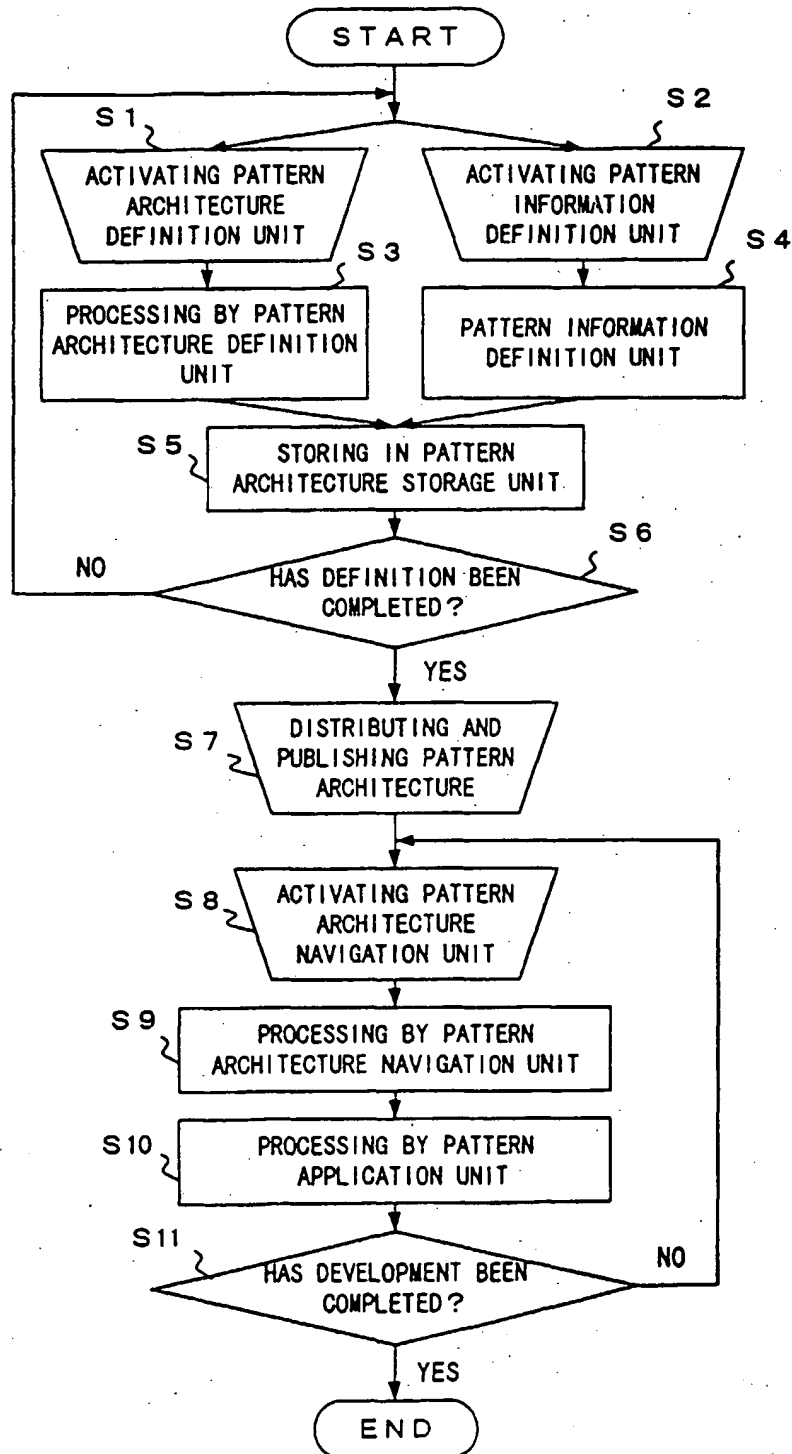 START
S1
S2
ACTIVATING PATTERN
ARCHITECTURE
DEFINITION UNIT
ACTIVATING PATTERN
INFORMATION
DEFINITION UNIT
S3
S4
PROCESSING BY PATTERN
ARCHITECTURE DEFINITION
UNIT
PATTERN INFORMATION
DEFINITION UNIT
S5
STORING IN PATTERN
ARCHITECTURE STORAGE UNIT
S6
NO
HAS DEFINITION BEEN
COMPLETED?
YES
S7
DISTRIBUTING AND
PUBLISHING PATTERN
ARCHITECTURE
S8
ACTIVATING PATTERN
ARCHITECTURE
NAVIGATION UNIT
S9
PROCESSING BY PATTERN
ARCHITECTURE NAVIGATION UNIT
S10
PROCESSING BY PATTERN
APPLICATION UNIT
S11
HAS DEVELOPMENT BEEN
COMPLETED?
NO
YES
END